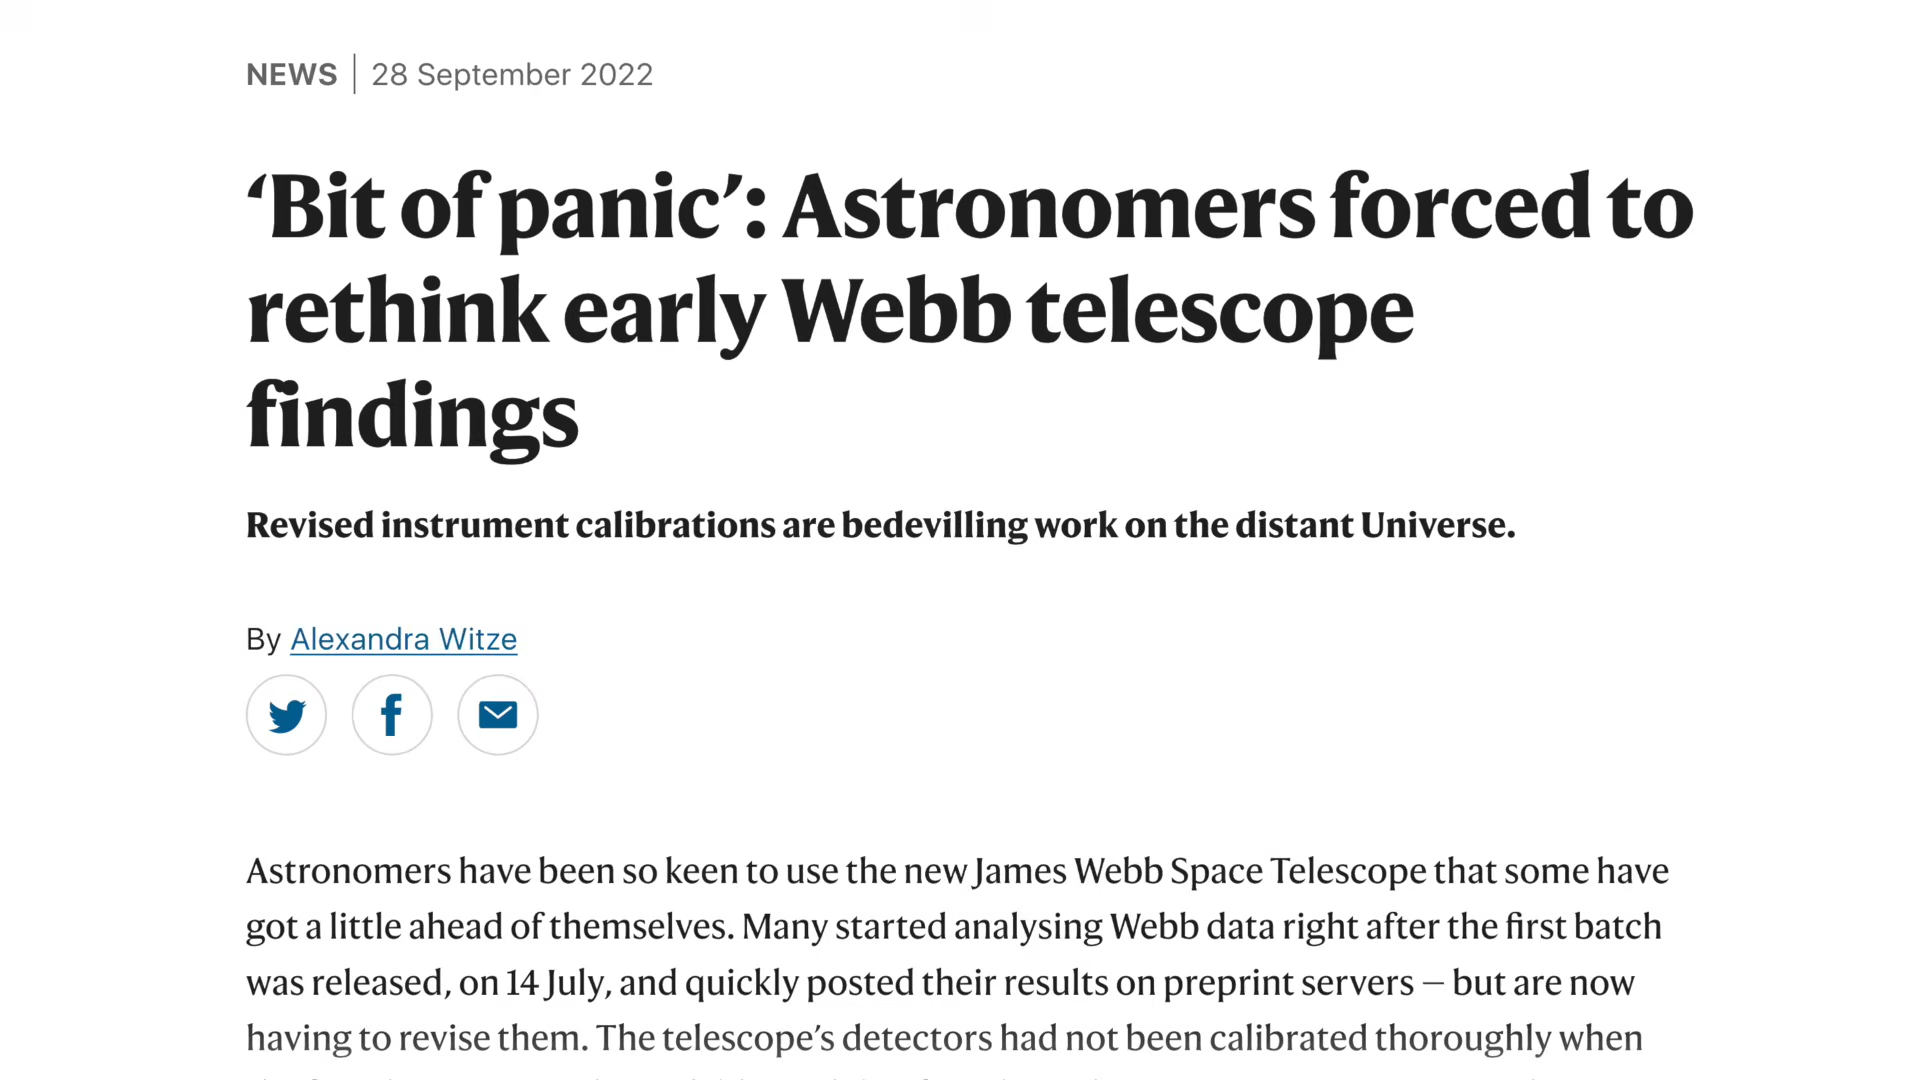 NEWS | 28 September 2022
‘Bit of panic’: Astronomers forced to
rethink early Webb telescope
findings
Revised instrument calibrations are bedevilling work on the distant Universe.
By Alexandra Witze
Astronomers have been so keen to use the new James Webb Space Telescope that some have
got a little ahead of themselves. Many started analysing Webb data right after the first batch
was released, on 14 July, and quickly posted their results on preprint servers — but are now
having to revise them. The telescope’s detectors had not been calibrated thoroughly when